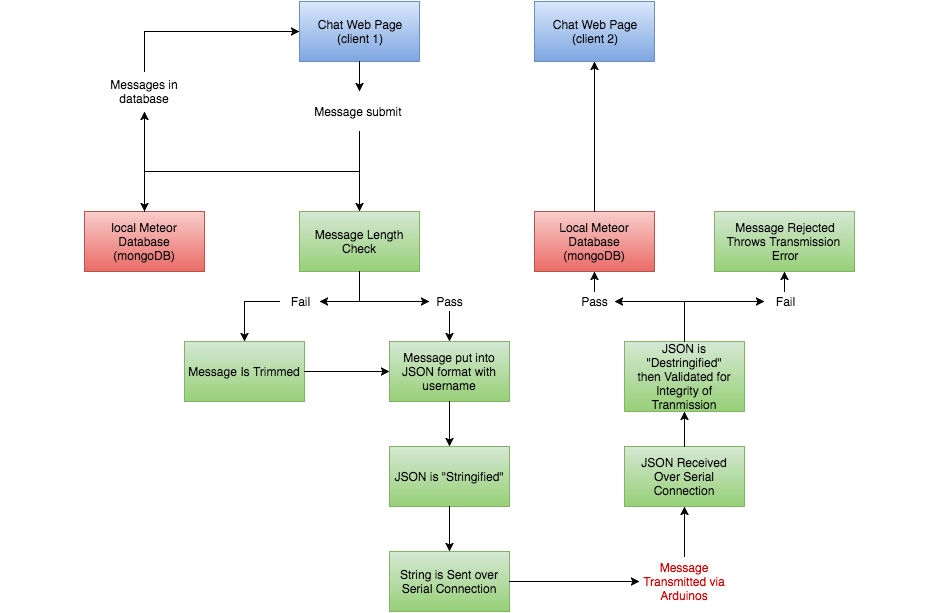 Chat Web Page
(client 1)
Chat Web Page
(client 2)
Messages in
database
Message submit
local Meteor
Database
(mongoDB)
Message Length
Check
Local Meteor
Database
(mongoDB)
Message Rejected
Throws Transmission
Error
Fail
Pass
Pass
Fail
Message Is Trimmed
Message put into
JSON format with
username
JSON is
"Destringified"
then Validated for
Integrity of
Tranmission
JSON is "Stringified"
JSON Received
Over Serial
Connection
String is Sent over
Serial Connection
Message
Transmitted via
Arduinos